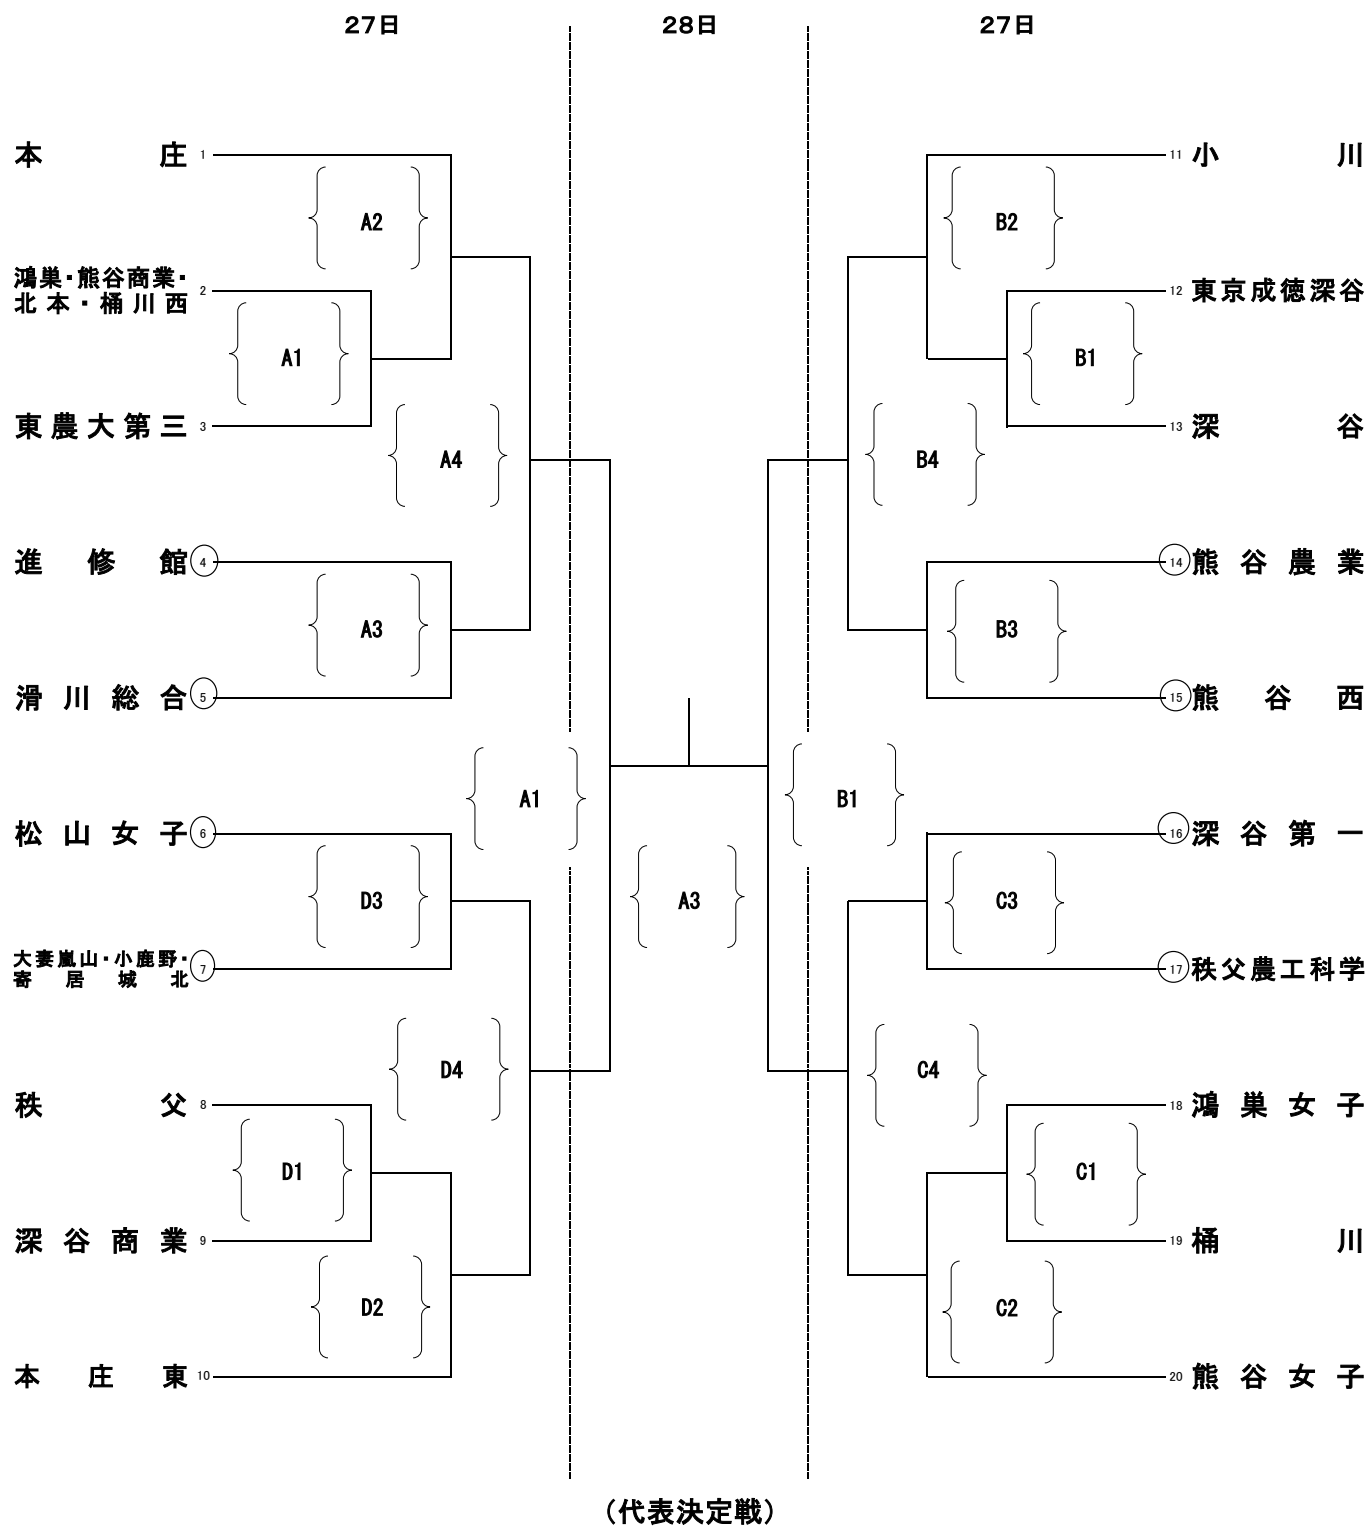 27日 28日 27日
本庄 1 11 小川
A2 B2
鴻巣・熊谷商業・
北本・桶川西 2 12 東京成徳深谷
A1 B1
東農大第三 3 13 深谷
A4 B4
進修館 4 14 熊谷農業
A3 B3
滑川総合 5 15 熊谷西
A1 B1
松山女子 6 16 深谷第一
D3 A3 C3
大妻嵐山・小鹿野・
寄居城北 7 17 秩父農工科学
D4 C4
秩父 8 18 鴻巣女子
D1 C1
深谷商業 9 19 桶川
D2 C2
本庄東 10 20 熊谷女子
(代表決定戦)